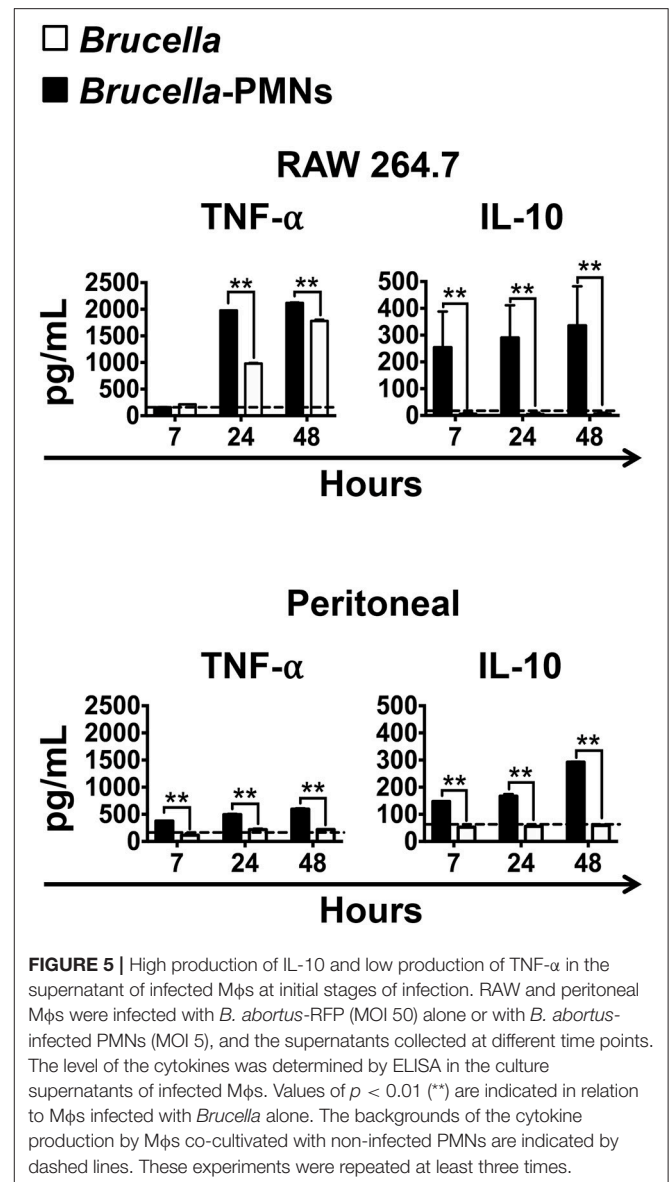 □ Brucella
■ Brucella-PMNs
RAW 264.7
TNF-α IL-10
pg/mL
2500
2000
1500
1000
500
0
** **
7 24 48
500
400
300
200
100
0
** ** **
7 24 48
Hours
Peritoneal
TNF-α IL-10
pg/mL
2500
2000
1500
1000
500
0
** ** **
7 24 48
500
300
200
100
0
** ** **
7 24 48
Hours
FIGURE 5 | High production of IL-10 and low production of TNF-α in the
supernatant of infected Mϕs at initial stages of infection. RAW and peritoneal
Mϕs were infected with B. abortus-RFP (MOI 50) alone or with B. abortus-
infected PMNs (MOI 5), and the supernatants collected at different time points.
The level of the cytokines was determined by ELISA in the culture
supernatants of infected Mϕs. Values of p < 0.01 (**) are indicated in relation
to Mϕs infected with Brucella alone. The backgrounds of the cytokine
production by Mϕs co-cultivated with non-infected PMNs are indicated by
dashed lines. These experiments were repeated at least three times.